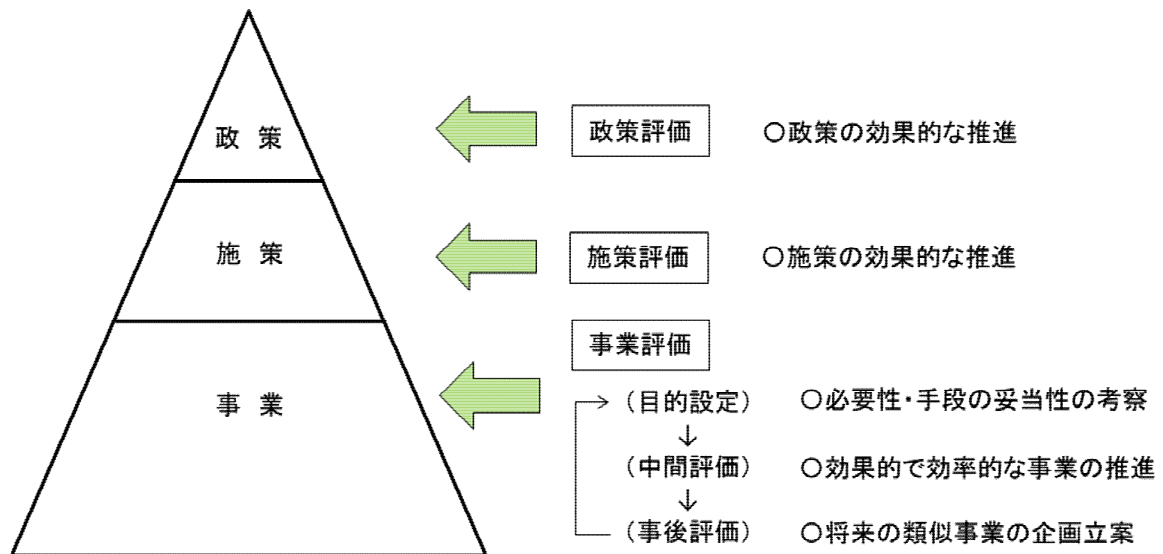 政 策
政策評価
○政策の効果的な推進
施 策
施策評価
○施策の効果的な推進
事 業
事業評価
(目的設定)
○必要性・手段の妥当性の考察
(中間評価)
○効果的で効率的な事業の推進
(事後評価)
○将来の類似事業の企画立案